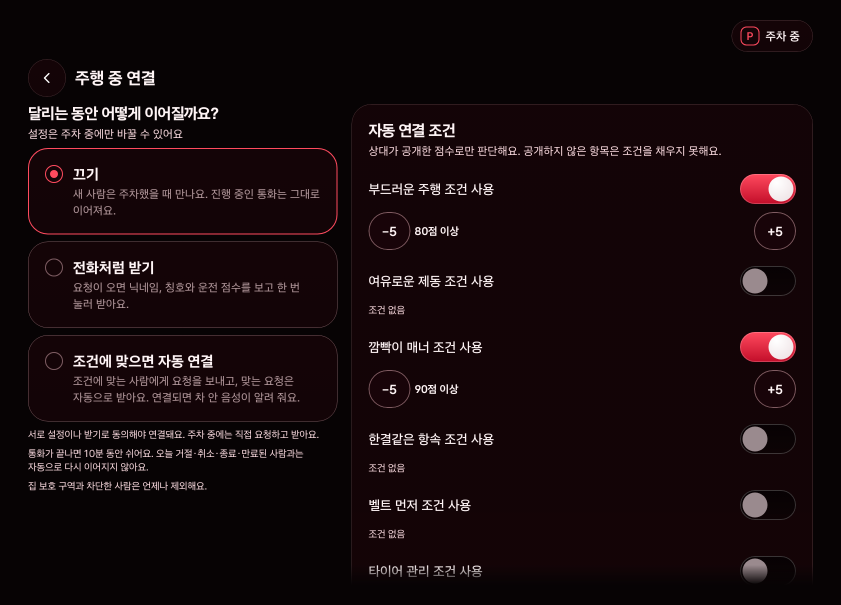 P 주차 중
주행 중 연결
달리는 동안 어떻게 이어질까요?
설정은 주차 중에만 바꿀 수 있어요
끄기
새 사람은 주차했을 때 만나요. 진행 중인 통화는 그대로
이어져요.
전화처럼 받기
요청이 오면 닉네임, 칭호와 운전 점수를 보고 한 번
눌러 받아요.
조건에 맞으면 자동 연결
조건에 맞는 사람에게 요청을 보내고, 맞는 요청은
자동으로 받아요. 연결되면 차 안 음성이 알려 줘요.
서로 설정이나 받기로 동의해야 연결돼요. 주차 중에는 직접 요청하고 받아요.
통화가 끝나면 10분 동안 쉬어요. 오늘 거절·취소·종료·만료된 사람과는
자동으로 다시 이어지지 않아요.
집 보호 구역과 차단한 사람은 언제나 제외해요.
자동 연결 조건
상대가 공개한 점수로만 판단해요. 공개하지 않은 항목은 조건을 채우지 못해요.
부드러운 주행 조건 사용
−5 80점 이상 +5
여유로운 제동 조건 사용
조건 없음
깜빡이 매너 조건 사용
−5 90점 이상 +5
한결같은 항속 조건 사용
조건 없음
벨트 먼저 조건 사용
조건 없음
타이어 관리 조건 사용